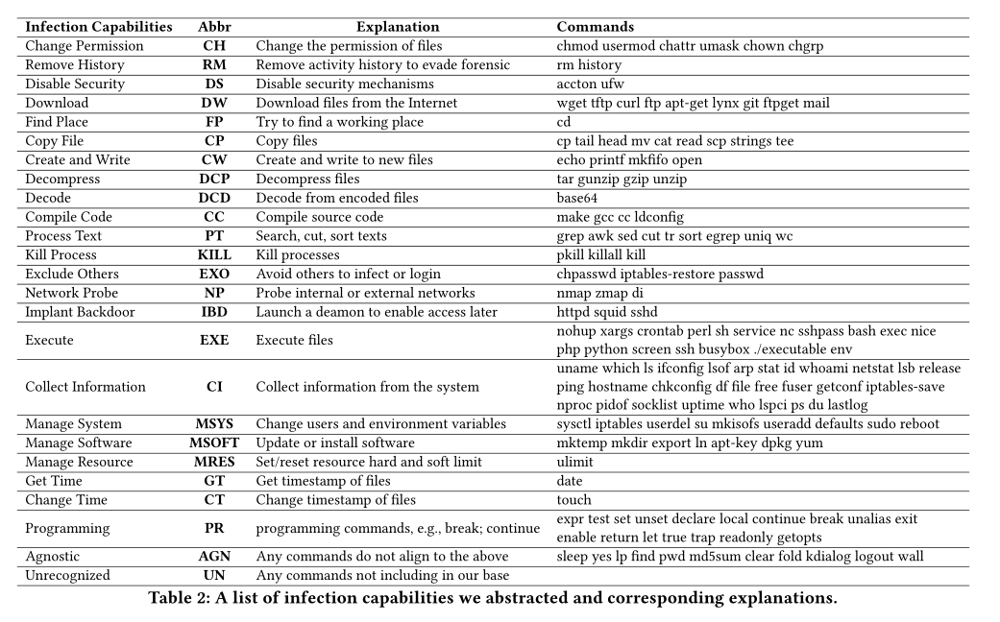 Infection Capabilities Abbr Explanation Commands
Change Permission CH Change the permission of files chmod usermod chattr umask chown chgrp
Remove History RM Remove activity history to evade forensic rm history
Disable Security DS Disable security mechanisms accton ufw
Download DW Download files from the Internet wget tftp curl ftp apt-get lynx git ftpget mail
Find Place FP Try to find a working place cd
Copy File CP Copy files cp tail head mv cat read scp strings tee
Create and Write CW Create and write to new files echo printf mkfifo open
Decompress DCP Decompress files tar gunzip gzip unzip
Decode DCD Decode from encoded files base64
Compile Code CC Compile source code make gcc cc ldconfig
Process Text PT Search, cut, sort texts grep awk sed cut tr sort egrep uniq wc
Kill Process KILL Kill processes pkill killall kill
Exclude Others EXO Avoid others to infect or login chpasswd iptables-restore passwd
Network Probe NP Probe internal or external networks nmap zmap di
Implant Backdoor IBD Launch a deamon to enable access later httpd squid sshd
Execute EXE Execute files nohup xargs crontab perl sh service nc sshpass bash exec nice
php python screen ssh busybox ./executable env
Collect Information CI Collect information from the system uname which ls ifconfig lsof arp stat id whoami netstat lsb release
ping hostname chkconfig df file free fuser getconf iptables-save
nproc pidof socklist uptime who lspci ps du lastlog
Manage System MSYS Change users and environment variables sysctl iptables userdel su mkisofs useradd defaults sudo reboot
Manage Software MSOFT Update or install software mktemp mkdir export ln apt-key dpkg yum
Manage Resource MRES Set/reset resource hard and soft limit ulimit
Get Time GT Get timestamp of files date
Change Time CT Change timestamp of files touch
Programming PR programming commands, e.g., break; continue expr test set unset declare local continue break unalias exit
enable return let true trap readonly getopts
Agnostic AGN Any commands do not align to the above sleep yes lp find pwd md5sum clear fold kdialog logout wall
Unrecognized UN Any commands not including in our base
Table 2: A list of infection capabilities we abstracted and corresponding explanations.